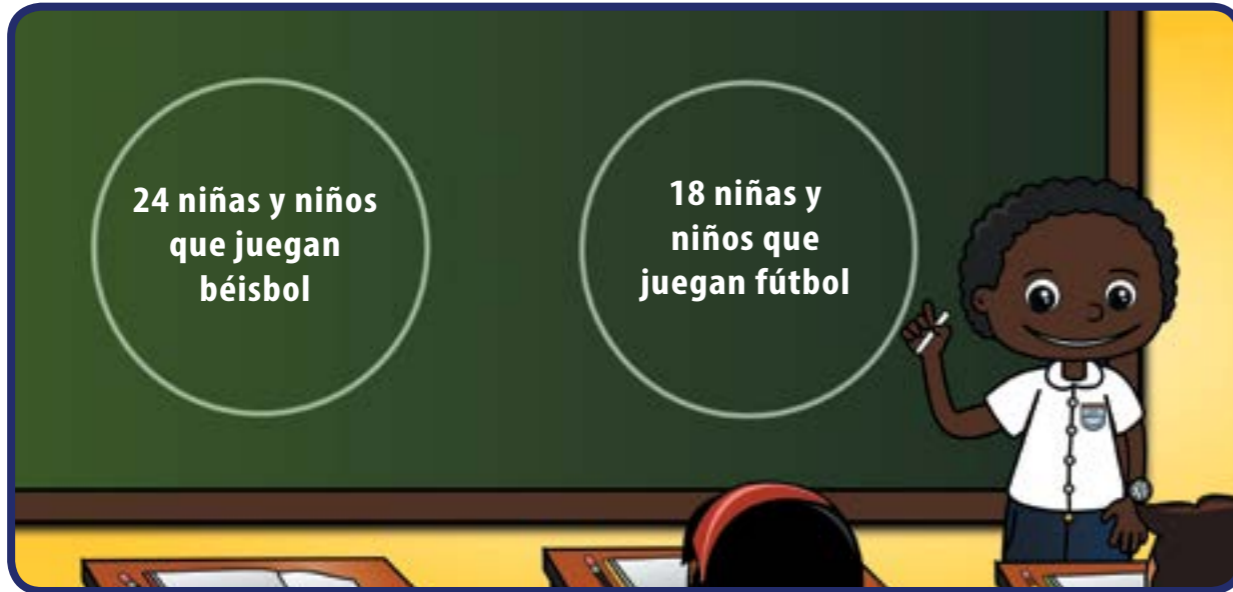 24 niñas y niños
que juegan
béisbol
18 niñas y
niños que
juegan fútbol